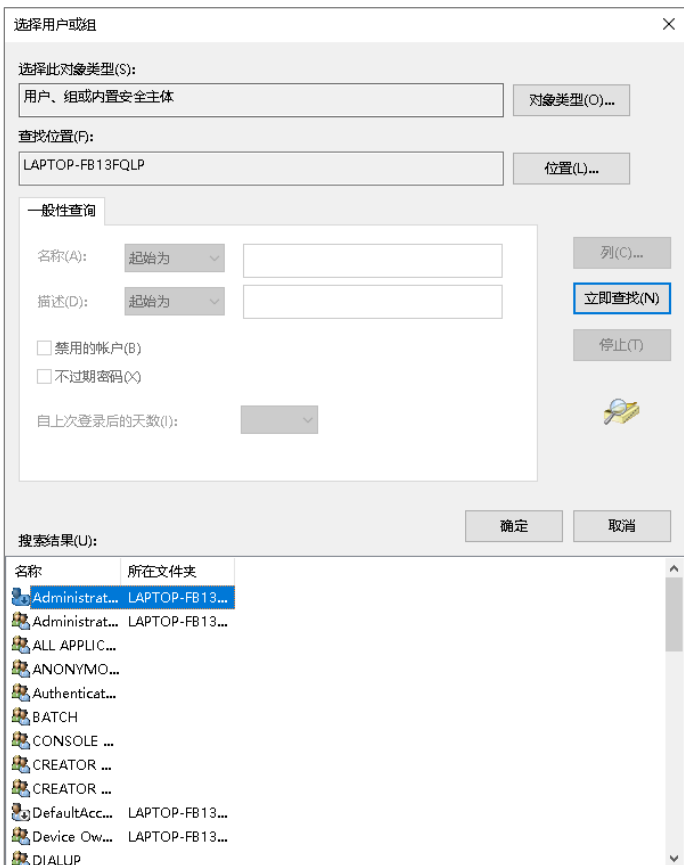 选择用户或组
选择此对象类型(S):
用户、组或内置安全主体
对象类型(O)...
查找位置(F):
LAPTOP-FB13FQLP
位置(L)...
一般性查询
名称(A):
起始为
列(C)...
描述(D):
起始为
立即查找(N)
禁用的帐户(B)
停止(T)
不过期密码(X)
自上次登录后的天数(I):
确定
取消
搜索结果(U):
名称 所在文件夹
Administrat... LAPTOP-FB13...
Administrat... LAPTOP-FB13...
ALL APPLIC...
ANONYMO...
Authenticat...
BATCH
CONSOLE ...
CREATOR ...
CREATOR ...
DefaultAcc... LAPTOP-FB13...
Device Ow... LAPTOP-FB13...
DIALUP